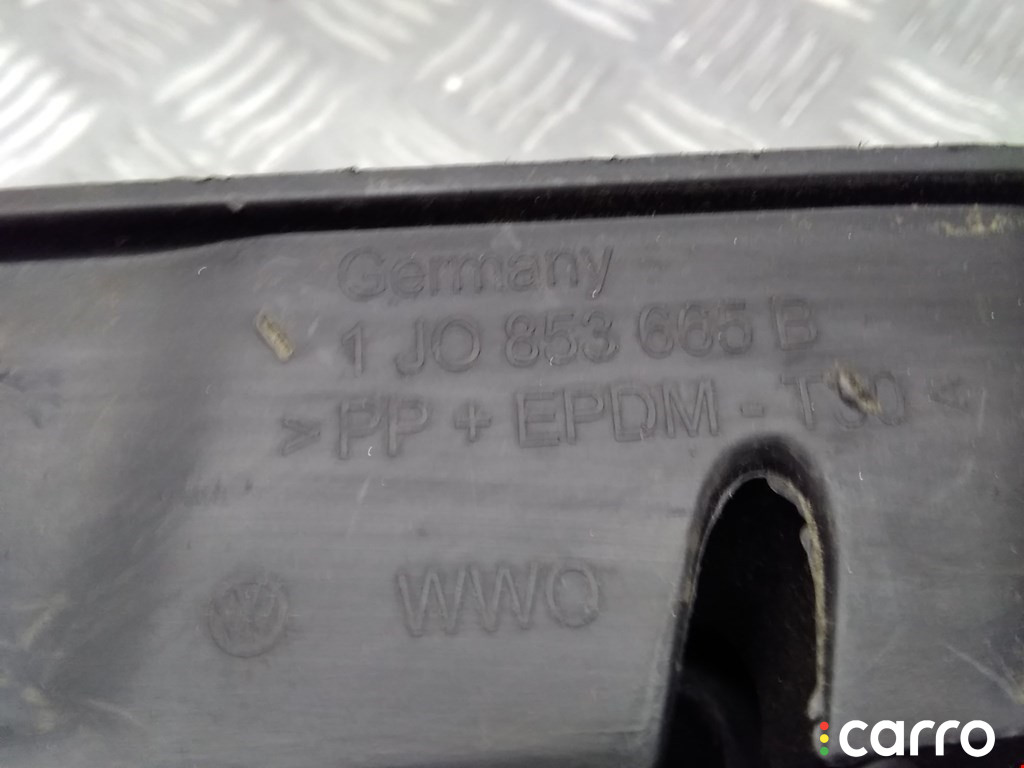 Germany
1 JO 853 665 B
> PP + EPDM - T30 <
WWO
carro